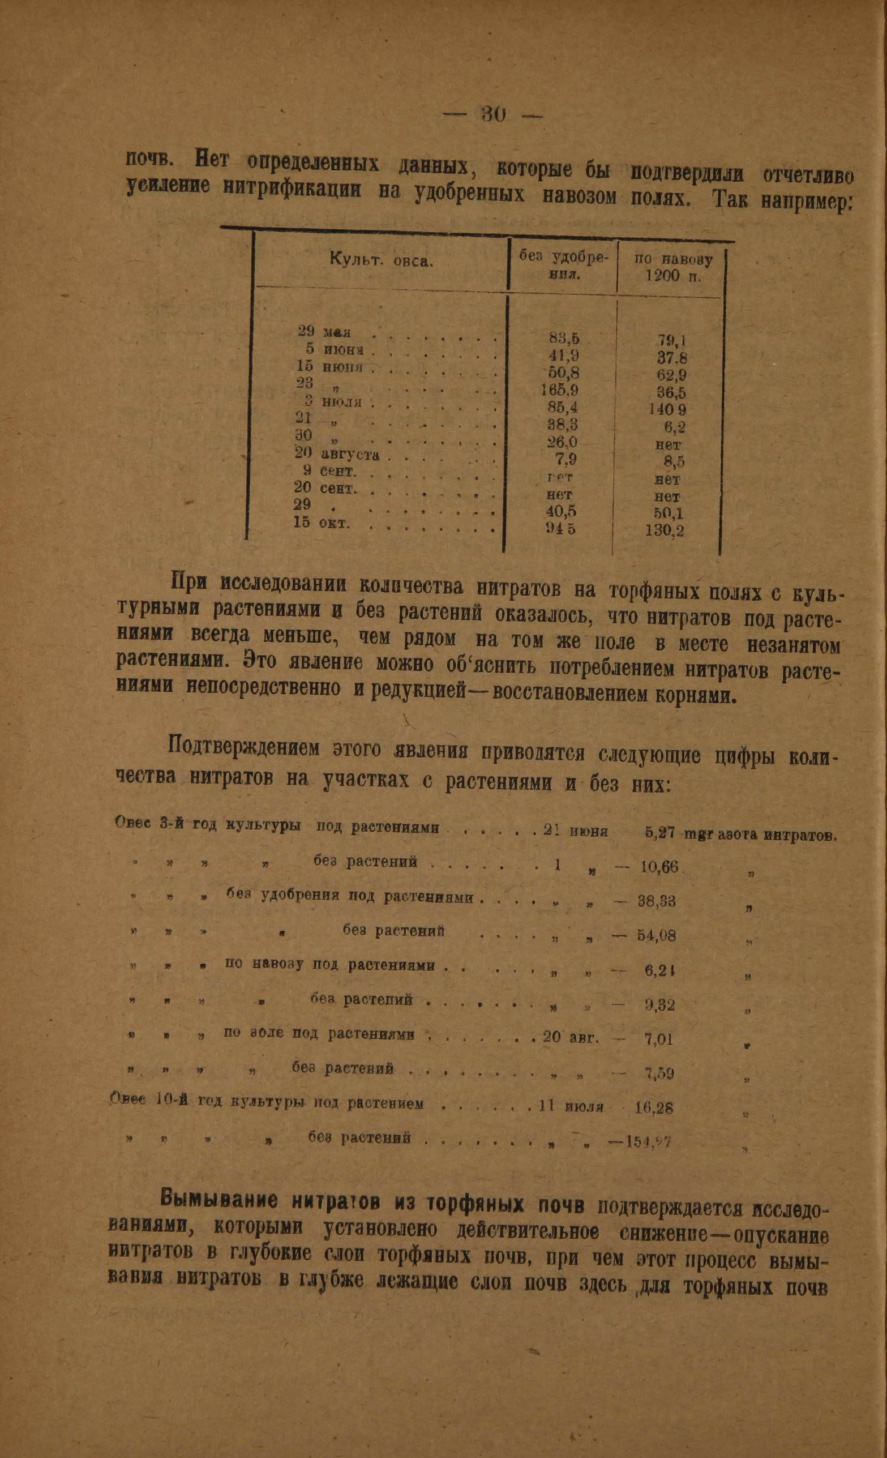 — 30 —
почв. Нет определенных данных, которые бы подтвердили отчетливо
усиление нитрификации на удобренных навозом полях. Так например:
Культ. овса. без удобре- по навозу
ния. 1200 п.
29 мая . . . . . . . . 83,5 79,1
5 июня . . . . . . . . 41,9 37.8
15 июня . . . . . . . . 50,8 62,9
23 „ . . . . . . 165,9 36,5
3 июля . . . . . . . . 85,4 140 9
21 „ . . . . . . . . 38,3 6,2
30 „ . . . . . . . . 26,0 нет
20 августа . . . . . . 7,9 8,5
9 сент. . . . . . . . . нет нет
20 сент. . . . . . . . . нет нет
29 . . . . . . . . . 40,5 50,1
15 окт. . . . . . . . . 94 5 130,2
При исследовании количества нитратов на торфяных полях с куль-
турными растениями и без растений оказалось, что нитратов под расте-
ниями всегда меньше, чем рядом на том же поле в месте незанятом
растениями. Это явление можно об‘яснить потреблением нитратов расте-
ниями непосредственно и редукцией—восстановлением корнями.
Подтверждением этого явления приводятся следующие цифры коли-
чества нитратов на участках с растениями и без них:
Овес 3-й год культуры под растениями . . . . . . 21 июня 5,27 mgr азота нитратов.
„ „ „ „ без растений . . . . . . 1 „ — 10,66 „
„ „ „ без удобрения под растениями . . . . „ „ — 38,33 „
„ „ „ „ без растений . . . . „ „ — 54,08 „
„ „ „ по навозу под растениями . . . . . „ „ — 6,21 „
„ „ „ „ без растений . . . . . . . „ „ — 9,32 „
„ „ „ по золе под растениями . . . . . . . 20 авг. — 7,01 „
„ „ „ „ без растений . . . . . . . . „ „ — 7,59 „
Овес 10-й год культуры под растением . . . . . . 11 июля 16,28 „
„ „ „ „ без растений . . . . . . . „ „ —154,97 „
Вымывание нитратов из торфяных почв подтверждается исследо-
ваниями, которыми установлено действительное снижение—опускание
нитратов в глубокие слои торфяных почв, при чем этот процесс вымы-
вания нитратов в глубже лежащие слои почв здесь для торфяных почв